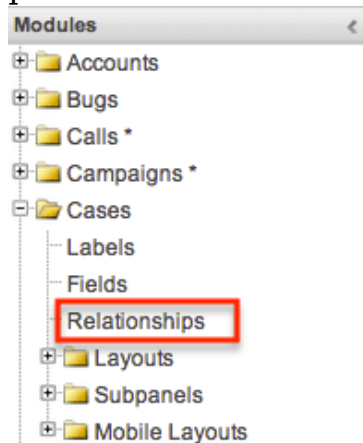 Modules
Accounts
Bugs
Calls *
Campaigns *
Cases
Labels
Fields
Relationships
Layouts
Subpanels
Mobile Layouts